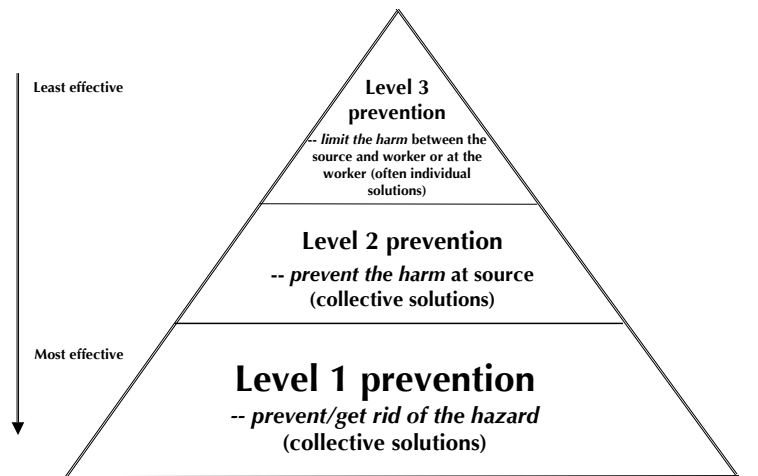 Least effective
Level 3
prevention
-- limit the harm between the
source and worker or at the
worker (often individual
solutions)
Level 2 prevention
-- prevent the harm at source
(collective solutions)
Most effective
Level 1 prevention
-- prevent/get rid of the hazard
(collective solutions)